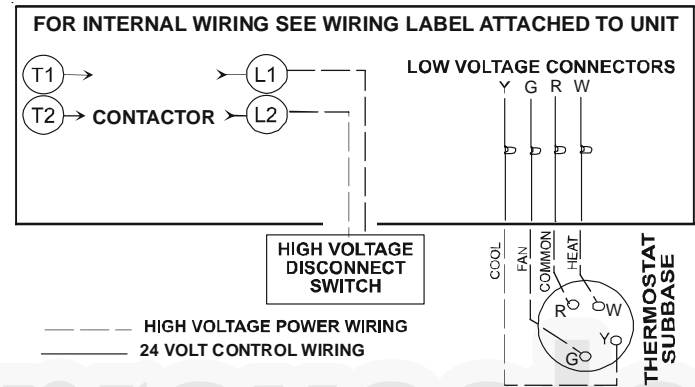 FOR INTERNAL WIRING SEE WIRING LABEL ATTACHED TO UNIT
T1 L1
T2 CONTACTOR L2
LOW VOLTAGE CONNECTORS
Y G R W
HIGH VOLTAGE
DISCONNECT
SWITCH
COOL
FAN
COMMON
HEAT
R W
Y
G
THERMOSTAT
SUBBASE
HIGH VOLTAGE POWER WIRING
24 VOLT CONTROL WIRING